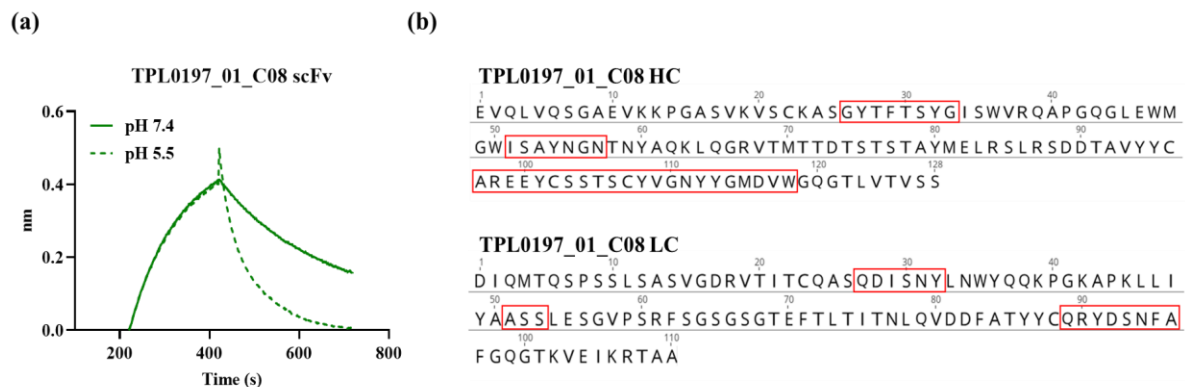 (a)
TPL0197_01_C08 scFv
0.6
0.4
0.2
0.0
nm
pH 7.4
pH 5.5
200 400 600 800
Time (s)
(b)
TPL0197_01_C08 HC
1 10 20 30 40
EVQLVQSGAEVKKPGASVKVSCKASGYTFTSYGISWVRQAPGQGLEWM
50 60 70 80 90
GWISAYNGNTNYAQKLQGRVTMTTDTSTSTAYMELRSLRSDDTAVYYC
100 110 120 128
AREEYCSSTSCYVGNYYGMDVWGQGTLVTVSS
TPL0197_01_C08 LC
1 10 20 30 40
DIQMTQSPSSLSASVGDRVTITCQASQDISNYLNWYQQKPGKAPKLLI
50 60 70 80 90
YAASSLESGVPSRFSGSGSGTEFTLTITNLQVDDFATYYCQRYDSNFA
100 110
FGQGTKVEIKRTAA